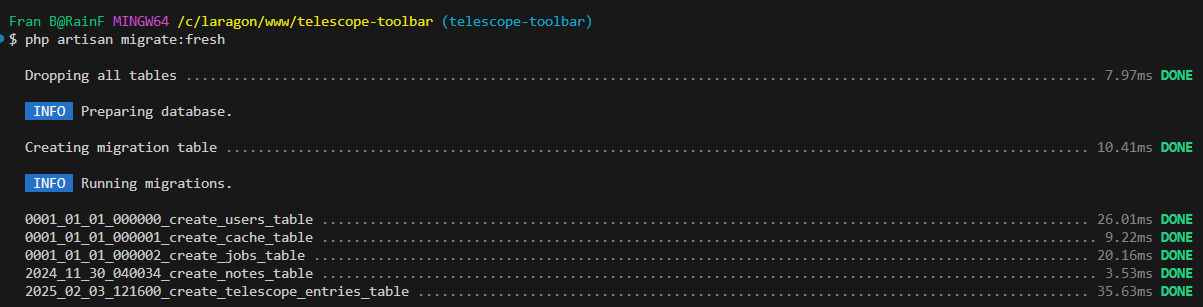 Fran B@RainF MINGW64 /c/laragon/www/telescope-toolbar (telescope-toolbar)
$ php artisan migrate:fresh
Dropping all tables ........................................................................................................................ 7.97ms DONE
INFO Preparing database.
Creating migration table ................................................................................................................... 10.41ms DONE
INFO Running migrations.
0001_01_01_000000_create_users_table ....................................................................................................... 26.01ms DONE
0001_01_01_000001_create_cache_table ........................................................................................................ 9.22ms DONE
0001_01_01_000002_create_jobs_table ........................................................................................................ 20.16ms DONE
2024_11_30_040034_create_notes_table ........................................................................................................ 3.53ms DONE
2025_02_03_121600_create_telescope_entries_table ........................................................................................... 35.63ms DONE